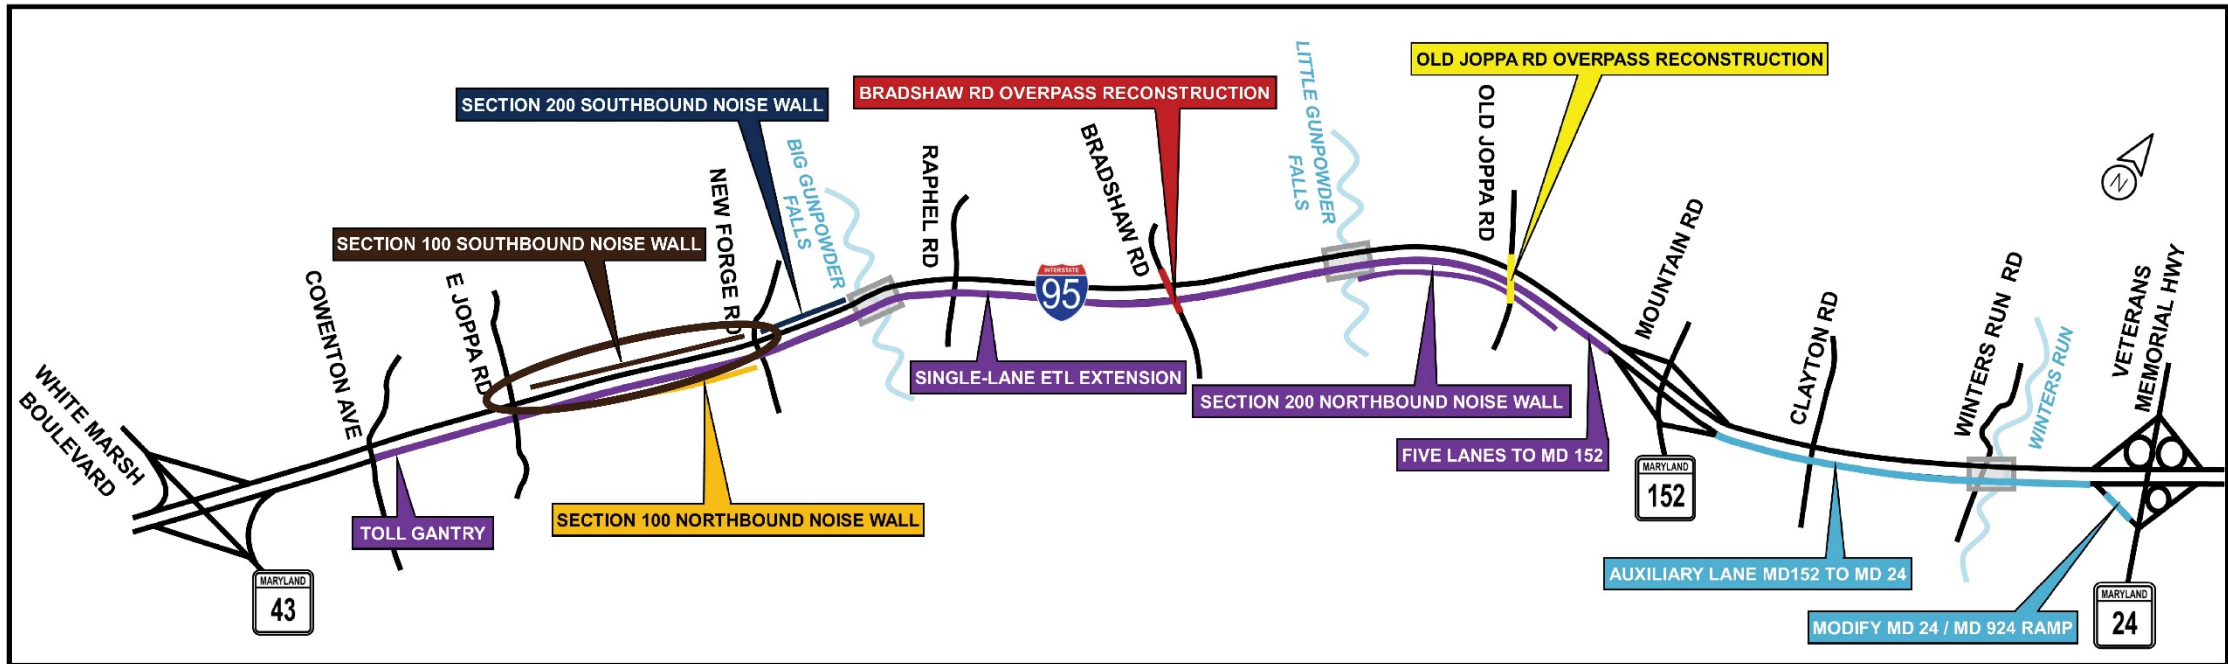 SECTION 200 SOUTHBOUND NOISE WALL
BRADSHAW RD OVERPASS RECONSTRUCTION
OLD JOPPA RD OVERPASS RECONSTRUCTION
SECTION 100 SOUTHBOUND NOISE WALL
WHITE MARSH
BOULEVARD
COWENTON AVE
E JOPPA RD
NEW FORGE RD
BIG GUNPOWDER
FALLS
RAPHEL RD
INTERSTATE
95
BRADSHAW RD
LITTLE GUNPOWDER
FALLS
OLD JOPPA RD
MOUNTAIN RD
CLAYTON RD
WINTERS RUN RD
WINTERS RUN
VETERANS
MEMORIAL HWY
N
SINGLE-LANE ETL EXTENSION
SECTION 200 NORTHBOUND NOISE WALL
FIVE LANES TO MD 152
TOLL GANTRY
SECTION 100 NORTHBOUND NOISE WALL
MARYLAND
152
AUXILIARY LANE MD152 TO MD 24
MODIFY MD 24 / MD 924 RAMP
MARYLAND
43
MARYLAND
24